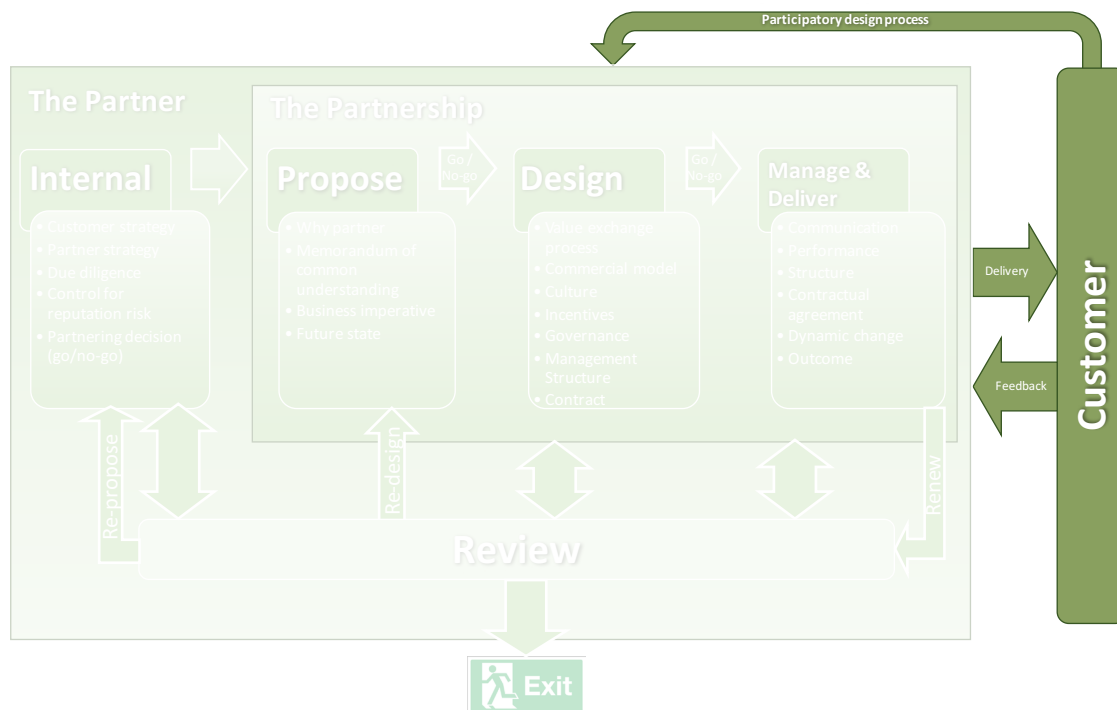 Participatory design process
The Partner
The Partnership
Internal
Propose
Go /
No-go
Design
Go /
No-go
Manage &
Deliver
• Customer strategy
• Partner strategy
• Due diligence
• Control for
reputation risk
• Partnering decision
(go/no-go)
• Why partner
• Memorandum of
common
understanding
• Business imperative
• Future state
• Value exchange
process
• Commercial model
• Culture
• Incentives
• Governance
• Management
Structure
• Contract
• Communication
• Performance
• Structure
• Contractual
agreement
• Dynamic change
• Outcome
Delivery
Feedback
Customer
Re-propose
Re-design
Renew
Review
Exit